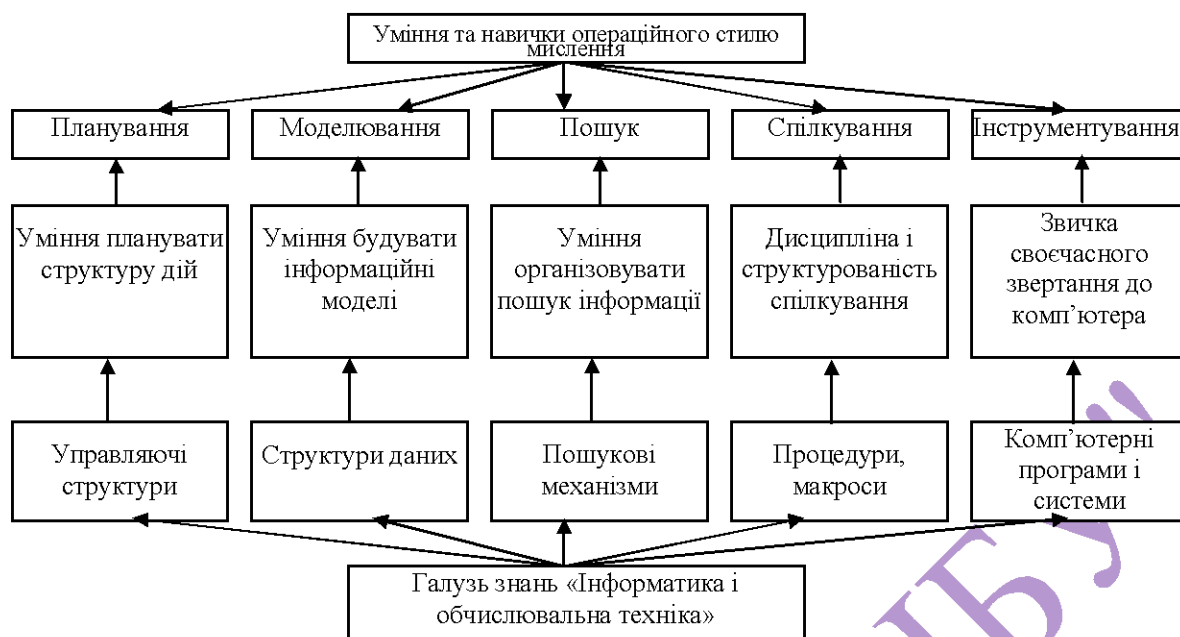 Уміння та навички операційного стилю
мислення
Планування
Моделювання
Пошук
Спілкування
Інструментування
Уміння планувати
структуру дій
Уміння будувати
інформаційні
моделі
Уміння
організовувати
пошук інформації
Дисципліна і
структурованість
спілкування
Звичка
своєчасного
звертання до
комп’ютера
Управляючі
структури
Структури даних
Пошукові
механізми
Процедури,
макроси
Комп’ютерні
програми і
системи
Галузь знань «Інформатика і
обчислювальна техніка»